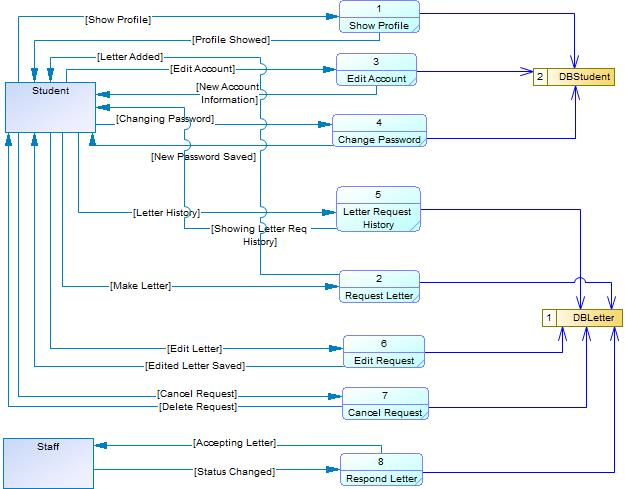 1
[Show Profile]
Show Profile
[Profile Showed]
[Letter Added]
3
[Edit Account]
Edit Account
2 DBStudent
Student
[New Account
Information]
[Changing Password]
4
Change Password
[New Password Saved]
5
[Letter History]
Letter Request
History
[Showing Letter Req
History]
2
[Make Letter]
Request Letter
1 DBLetter
6
[Edit Letter]
Edit Request
[Edited Letter Saved]
7
[Cancel Request]
[Delete Request]
Cancel Request
Staff
[Accepting Letter]
8
[Status Changed]
Respond Letter